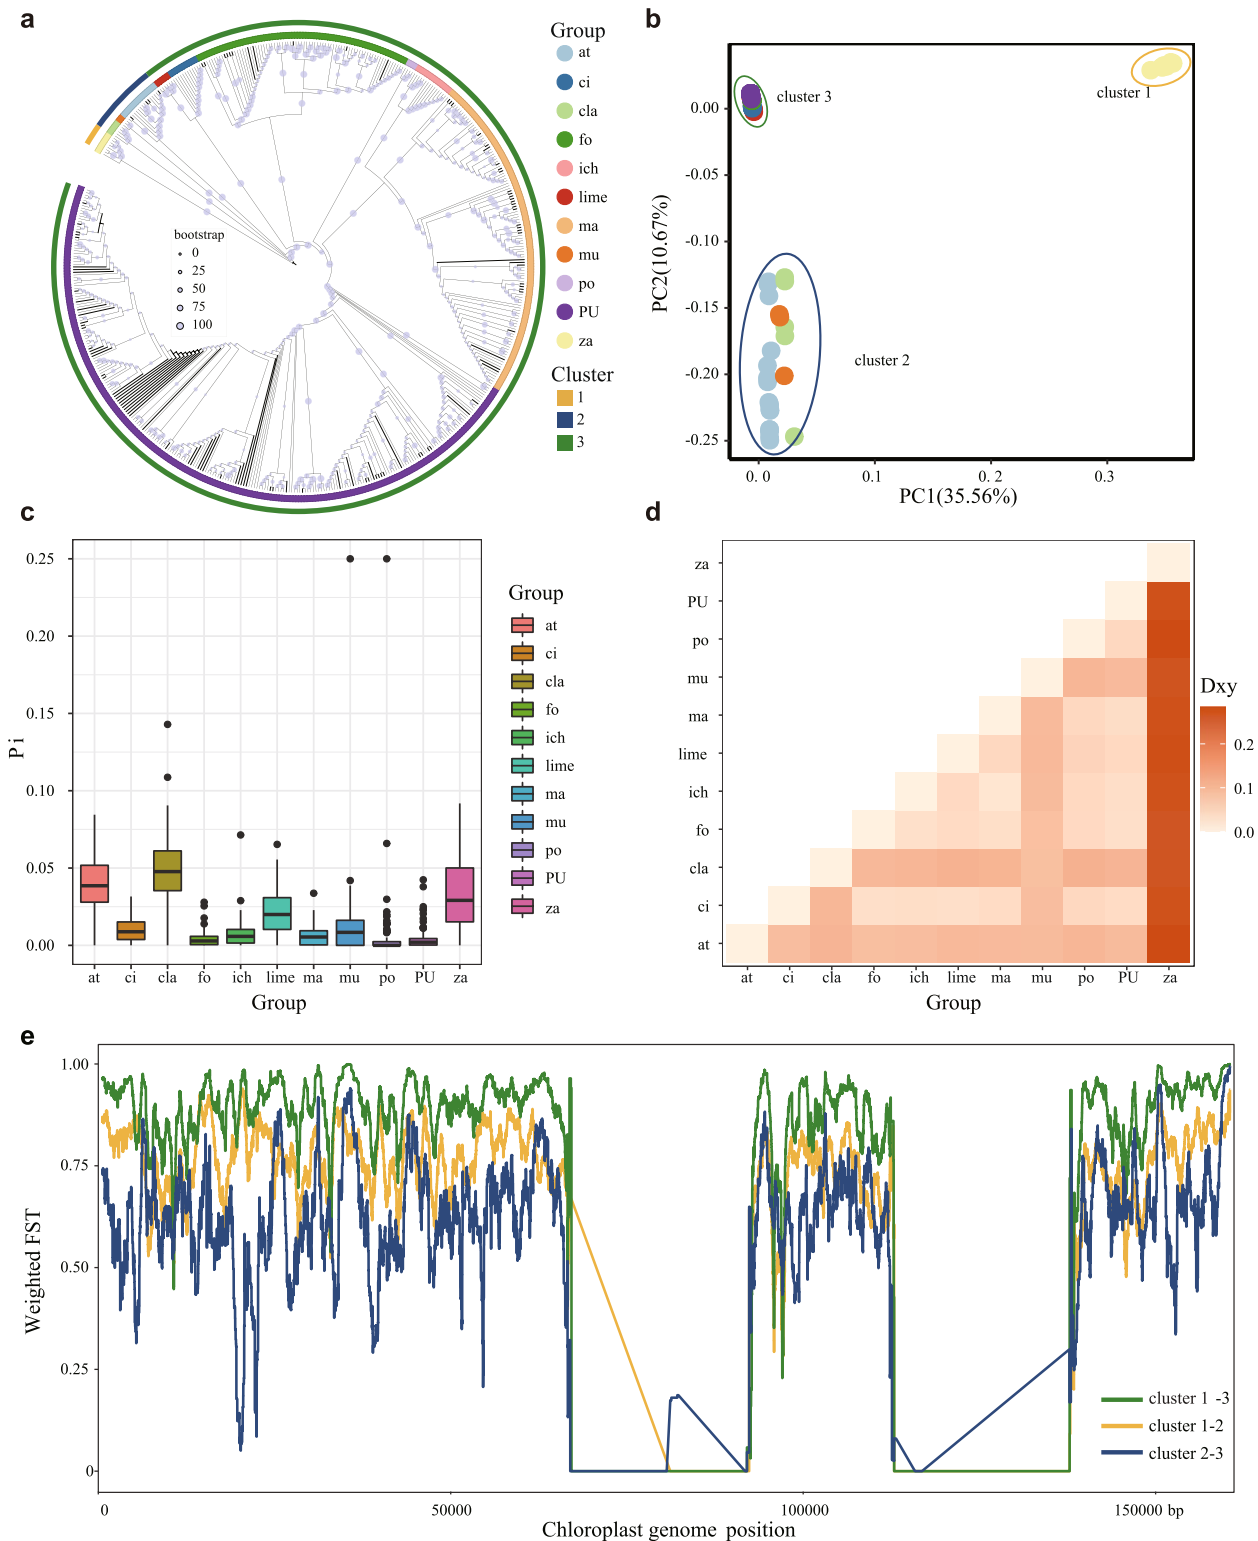 a
Group
at
ci
cla
fo
ich
lime
ma
mu
po
PU
za
Cluster
1
2
3
bootstrap
0
25
50
75
100
b
PC2(10.67%)
0.00
-0.05
-0.10
-0.15
-0.20
-0.25
cluster 3
cluster 1
cluster 2
0.0 0.1 0.2 0.3
PC1(35.56%)
c
Pi
0.25
0.20
0.15
0.10
0.05
0.00
at ci cla fo ich lime ma mu po PU za
Group
Group
at
ci
cla
fo
ich
lime
ma
mu
po
PU
za
d
za
PU
po
mu
ma
lime
ich
fo
cla
ci
at
at ci cla fo ich lime ma mu po PU za
Group
Dxy
0.2
0.1
0.0
e
Weighted FST
1.00
0.75
0.50
0.25
0
cluster 1 -3
cluster 1-2
cluster 2-3
0 50000 100000 150000 bp
Chloroplast genome position